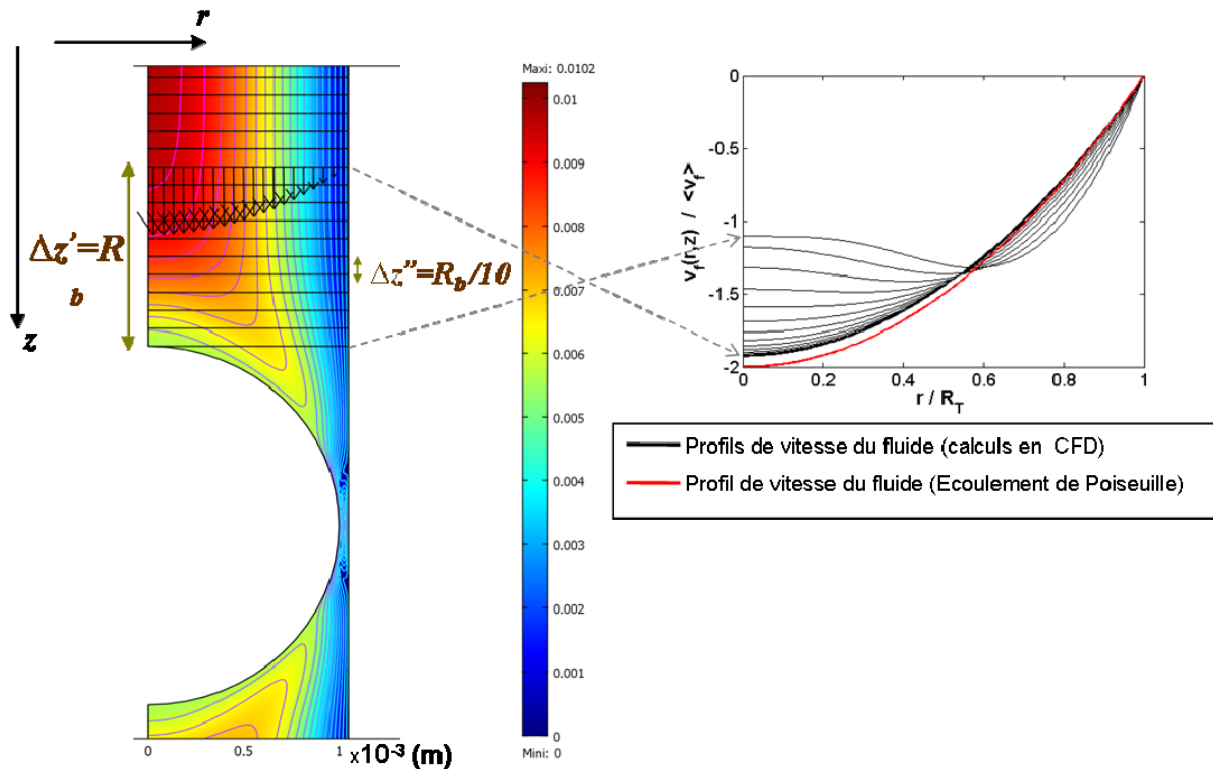 r
z
Δz'=R
b
Δz''=R_b/10
Maxi: 0.0102
0.01
0.009
0.008
0.007
0.006
0.005
0.004
0.003
0.002
0.001
0
Mini: 0
0 0.5 1 ×10⁻³ (m)
v_f(r,z) / <v_f>
0
-0.5
-1
-1.5
-2
0 0.2 0.4 0.6 0.8 1
r / R_T
Profils de vitesse du fluide (calculs en CFD)
Profil de vitesse du fluide (Ecoulement de Poiseuille)